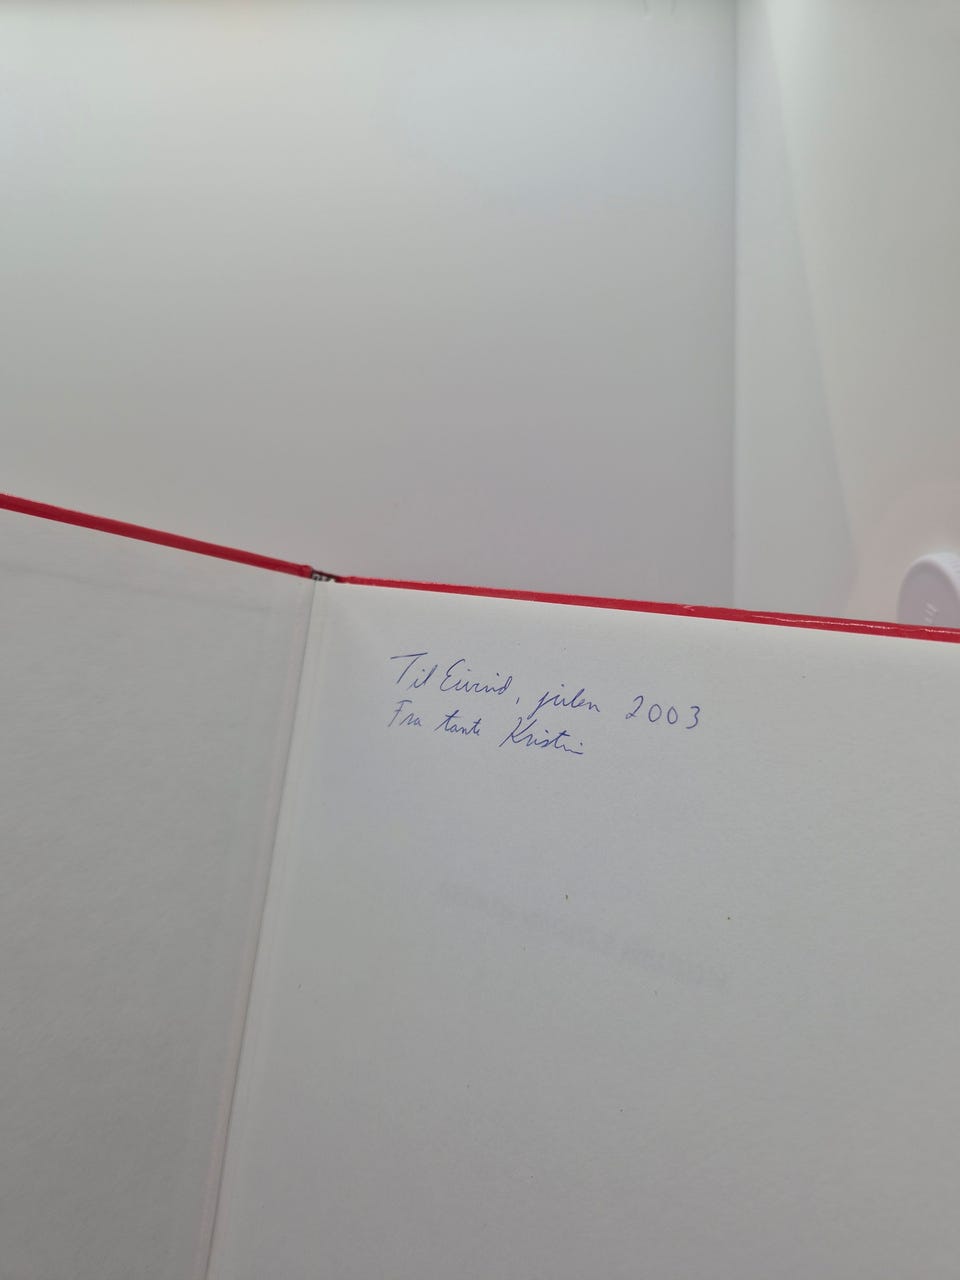 Til Eivind, julen 2003
Fra tante Kristin